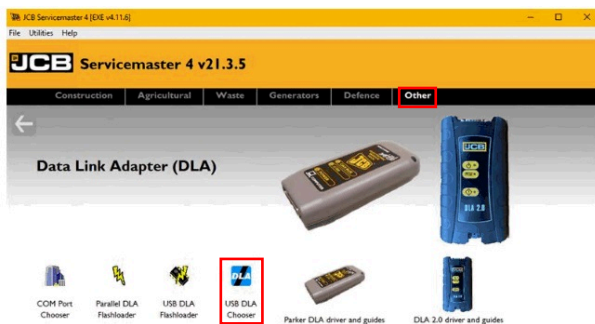 JCB Servicemaster 4 [EXE v4.11.6]
File Utilities Help
JCB Servicemaster 4 v21.3.5
Construction Agricultural Waste Generators Defence Other
Data Link Adapter (DLA)
JCB
DLA 2.0
DLA
COM Port Chooser
Parallel DLA Flashloader
USB DLA Flashloader
USB DLA Chooser
Parker DLA driver and guides
DLA 2.0 driver and guides